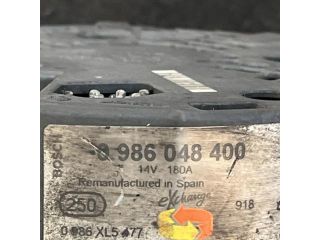 BOSCH
0 986 048 400
14V 180A
Remanufactured in Spain
eXchange
250
918
0 986 XL5 477